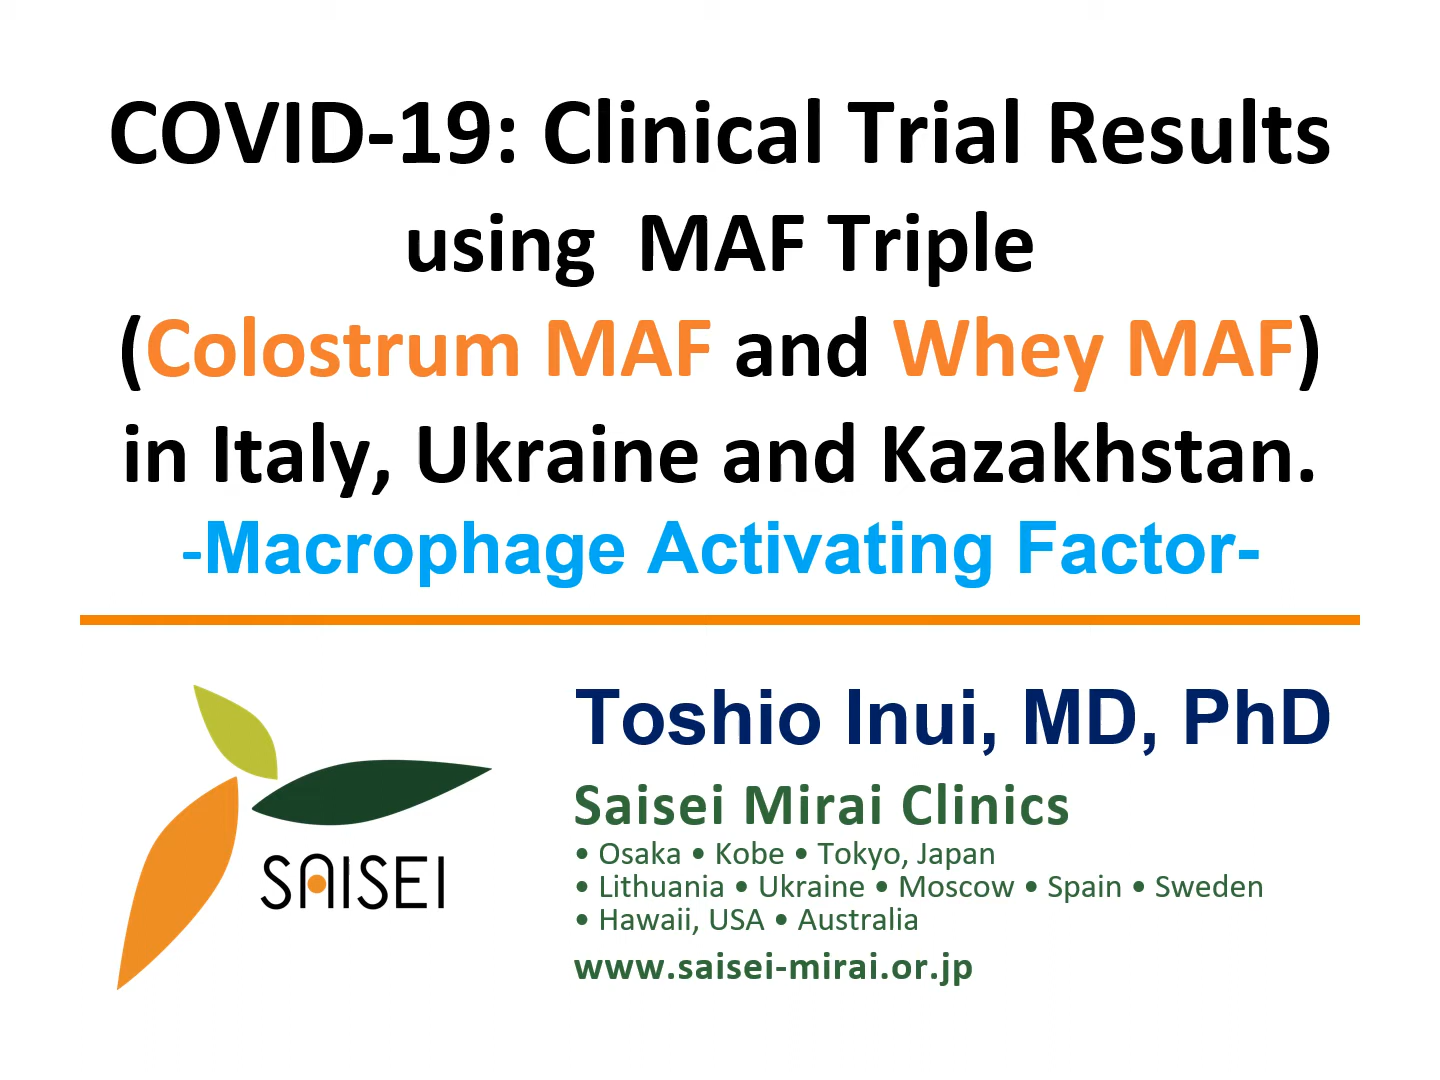 COVID-19: Clinical Trial Results
using MAF Triple
(Colostrum MAF and Whey MAF)
in Italy, Ukraine and Kazakhstan.
-Macrophage Activating Factor-
Toshio Inui, MD, PhD
Saisei Mirai Clinics
• Osaka • Kobe • Tokyo, Japan
• Lithuania • Ukraine • Moscow • Spain • Sweden
• Hawaii, USA • Australia
www.saisei-mirai.or.jp
SAISEI